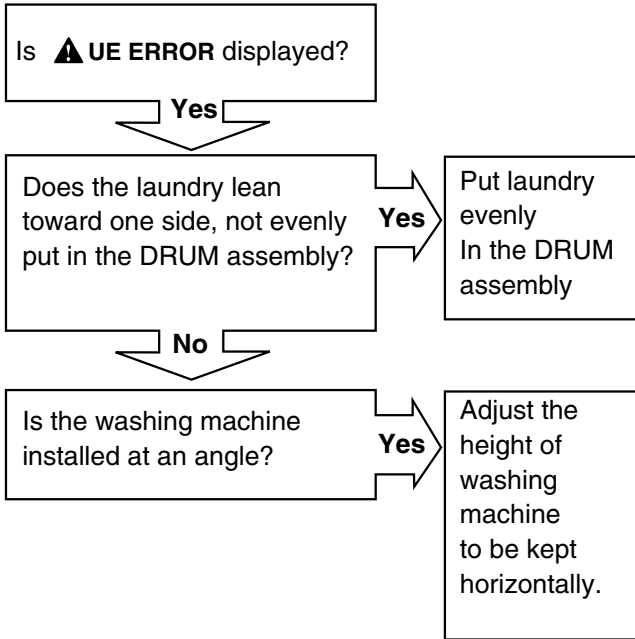 Is ⚠ UE ERROR displayed?
Yes
Does the laundry lean
toward one side, not evenly
put in the DRUM assembly?
Yes
Put laundry
evenly
In the DRUM
assembly
No
Is the washing machine
installed at an angle?
Yes
Adjust the
height of
washing
machine
to be kept
horizontally.